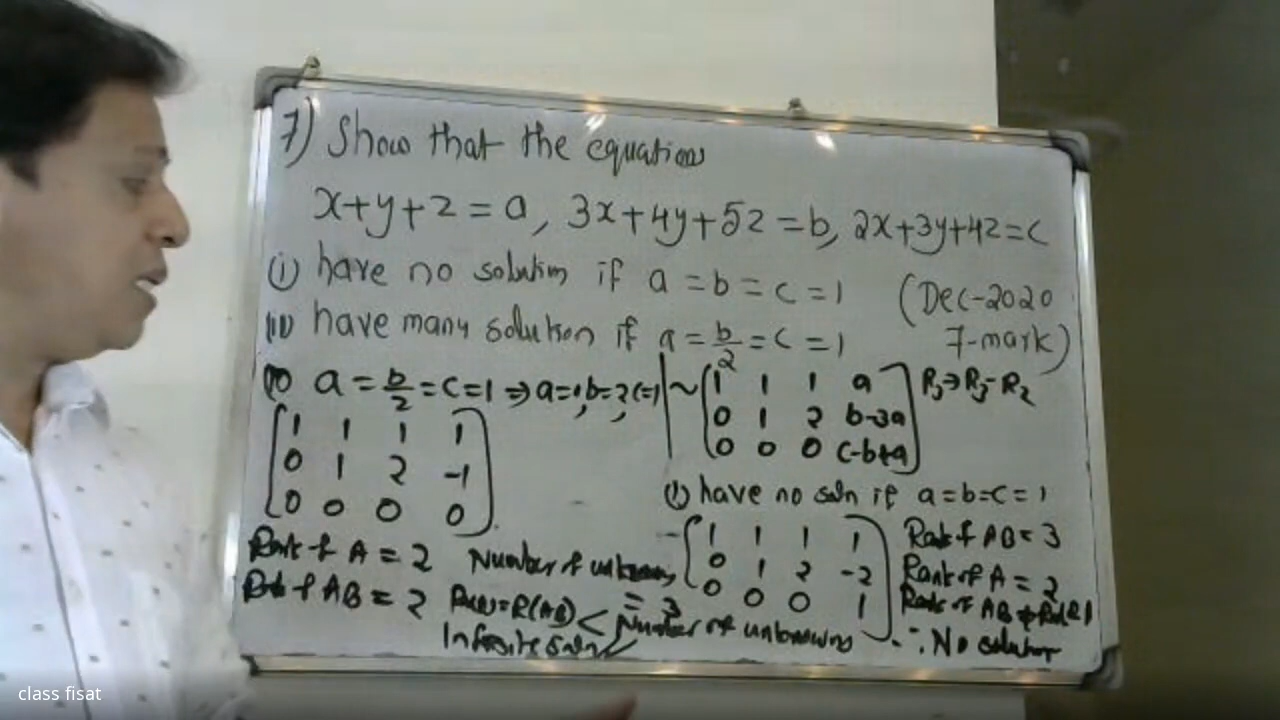 7) Show that the equations
x+y+z = a, 3x+4y+5z = b, 2x+3y+4z = c
(i) have no solution if a = b = c = 1 (Dec-2020
(ii) have many solution if a = b/2 = c = 1 7-mark)
a = b/2 = c = 1 ⇒ a=1, b=2, c=1
1 1 1 1
0 1 2 -1
0 0 0 0
Rank of A = 2
Rank of AB = 2
Number of unknowns = 3
R(A) = R(AB) < Number of unknowns
Infinite soln
~ 1 1 1 a R3→R3-R2
0 1 2 b-3a
0 0 0 c-b+a
(i) have no soln if a=b=c=1
1 1 1 1
0 1 2 -2
0 0 0 1
Rank of AB = 3
Rank of A = 2
Rank of AB ≠ Rank
∴ No solution
class fisat